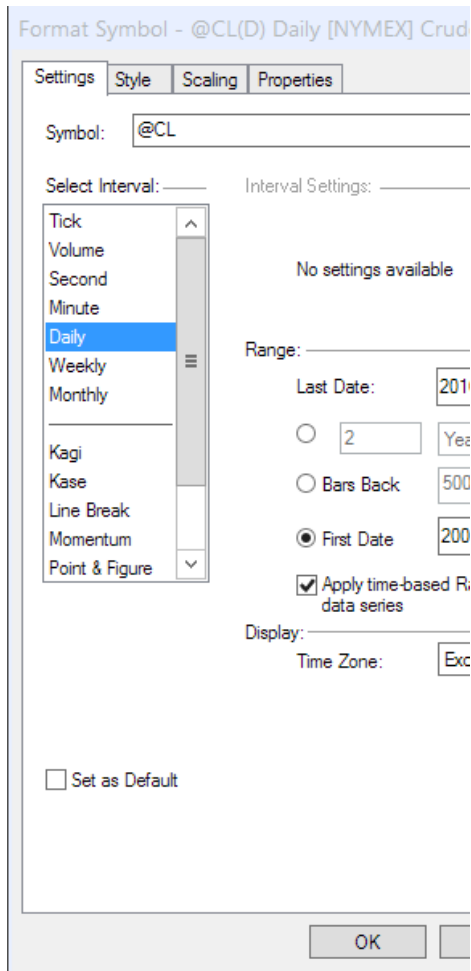 Format Symbol - @CL(D) Daily [NYMEX] Crud
Settings Style Scaling Properties
Symbol: @CL
Select Interval: Interval Settings:
Tick
Volume
Second
Minute
Daily
Weekly
Monthly
Kagi
Kase
Line Break
Momentum
Point & Figure
No settings available
Range:
Last Date: 201
2 Yea
Bars Back 500
First Date 200
Apply time-based Ra
data series
Display:
Time Zone: Exc
Set as Default
OK